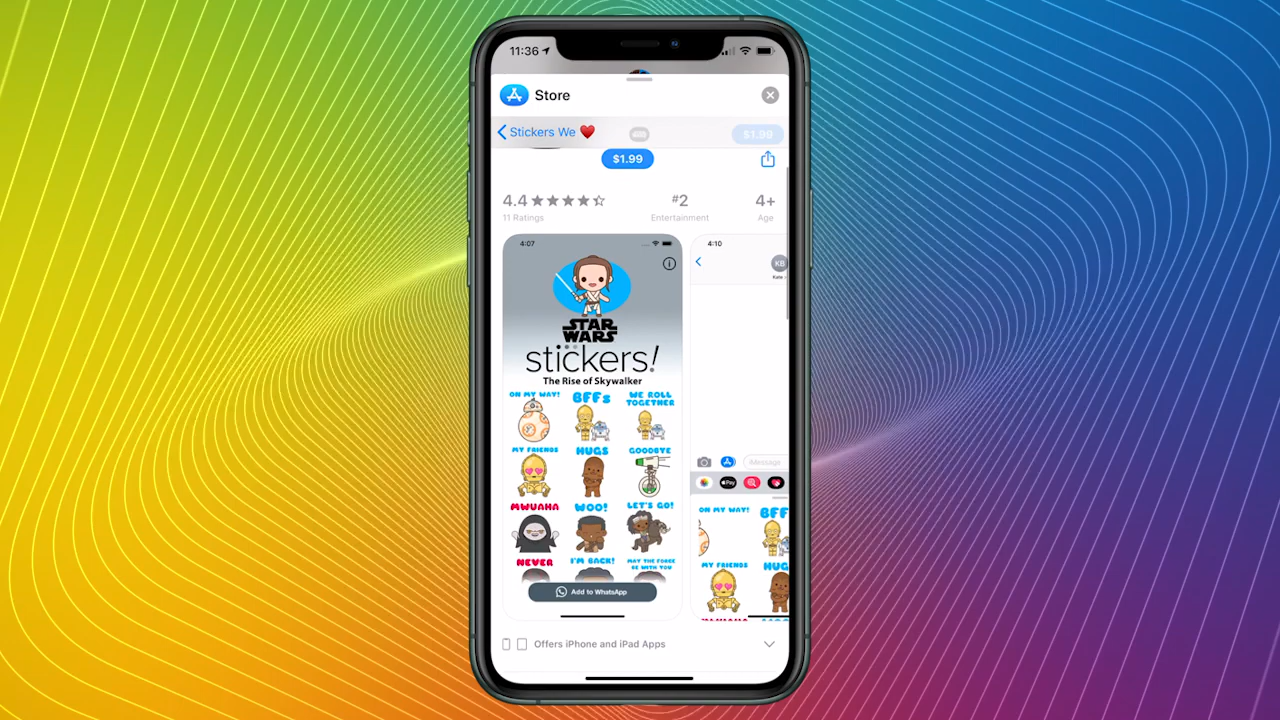 11:36
Store
Stickers We ❤️
$1.99
$1.99
4.4 #2 4+
11 Ratings Entertainment Age
4:07
STAR
WARS
stickers!
The Rise of Skywalker
ON MY WAY! BFFs WE ROLL
TOGETHER
MY FRIENDS HUGS GOODBYE
MWUAHA WOO! LET'S GO!
NEVER I'M BACK! MAY THE FORCE
BE WITH YOU
Add to WhatsApp
4:10
KB
iMessage
Pay
ON MY WAY! BFF
MY FRIENDS HUG
Offers iPhone and iPad Apps